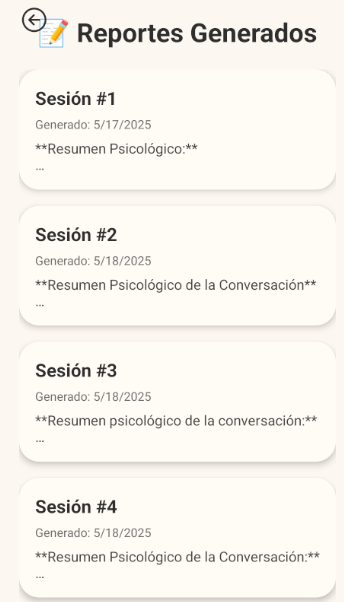 📝 Reportes Generados
Sesión #1
Generado: 5/17/2025
**Resumen Psicológico:**
...
Sesión #2
Generado: 5/18/2025
**Resumen Psicológico de la Conversación**
...
Sesión #3
Generado: 5/18/2025
**Resumen psicológico de la conversación:**
...
Sesión #4
Generado: 5/18/2025
**Resumen Psicológico de la Conversación:**
...